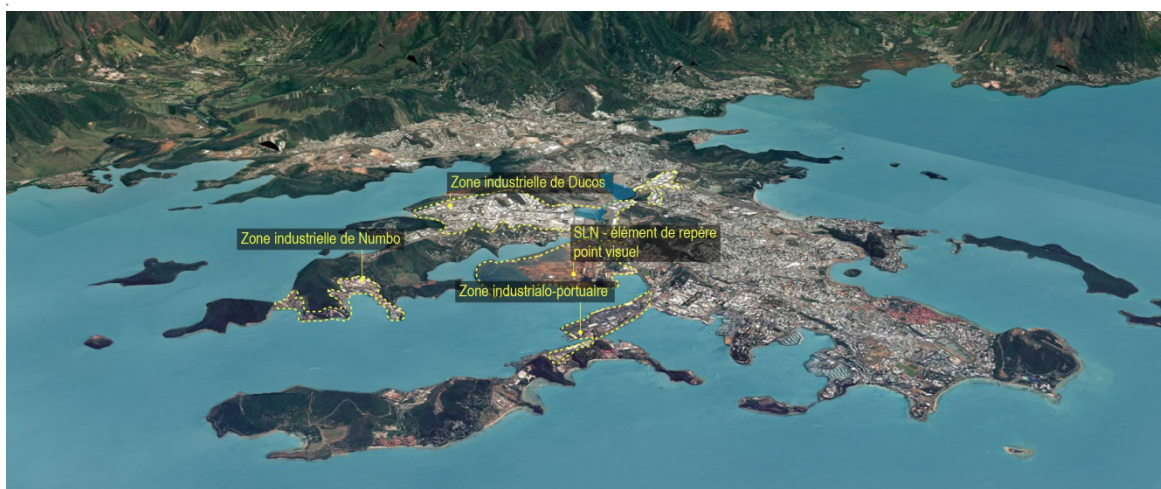 Zone industrielle de Ducos
Zone industrielle de Numbo
SLN - élément de repère
point visuel
Zone industrialo-portuaire